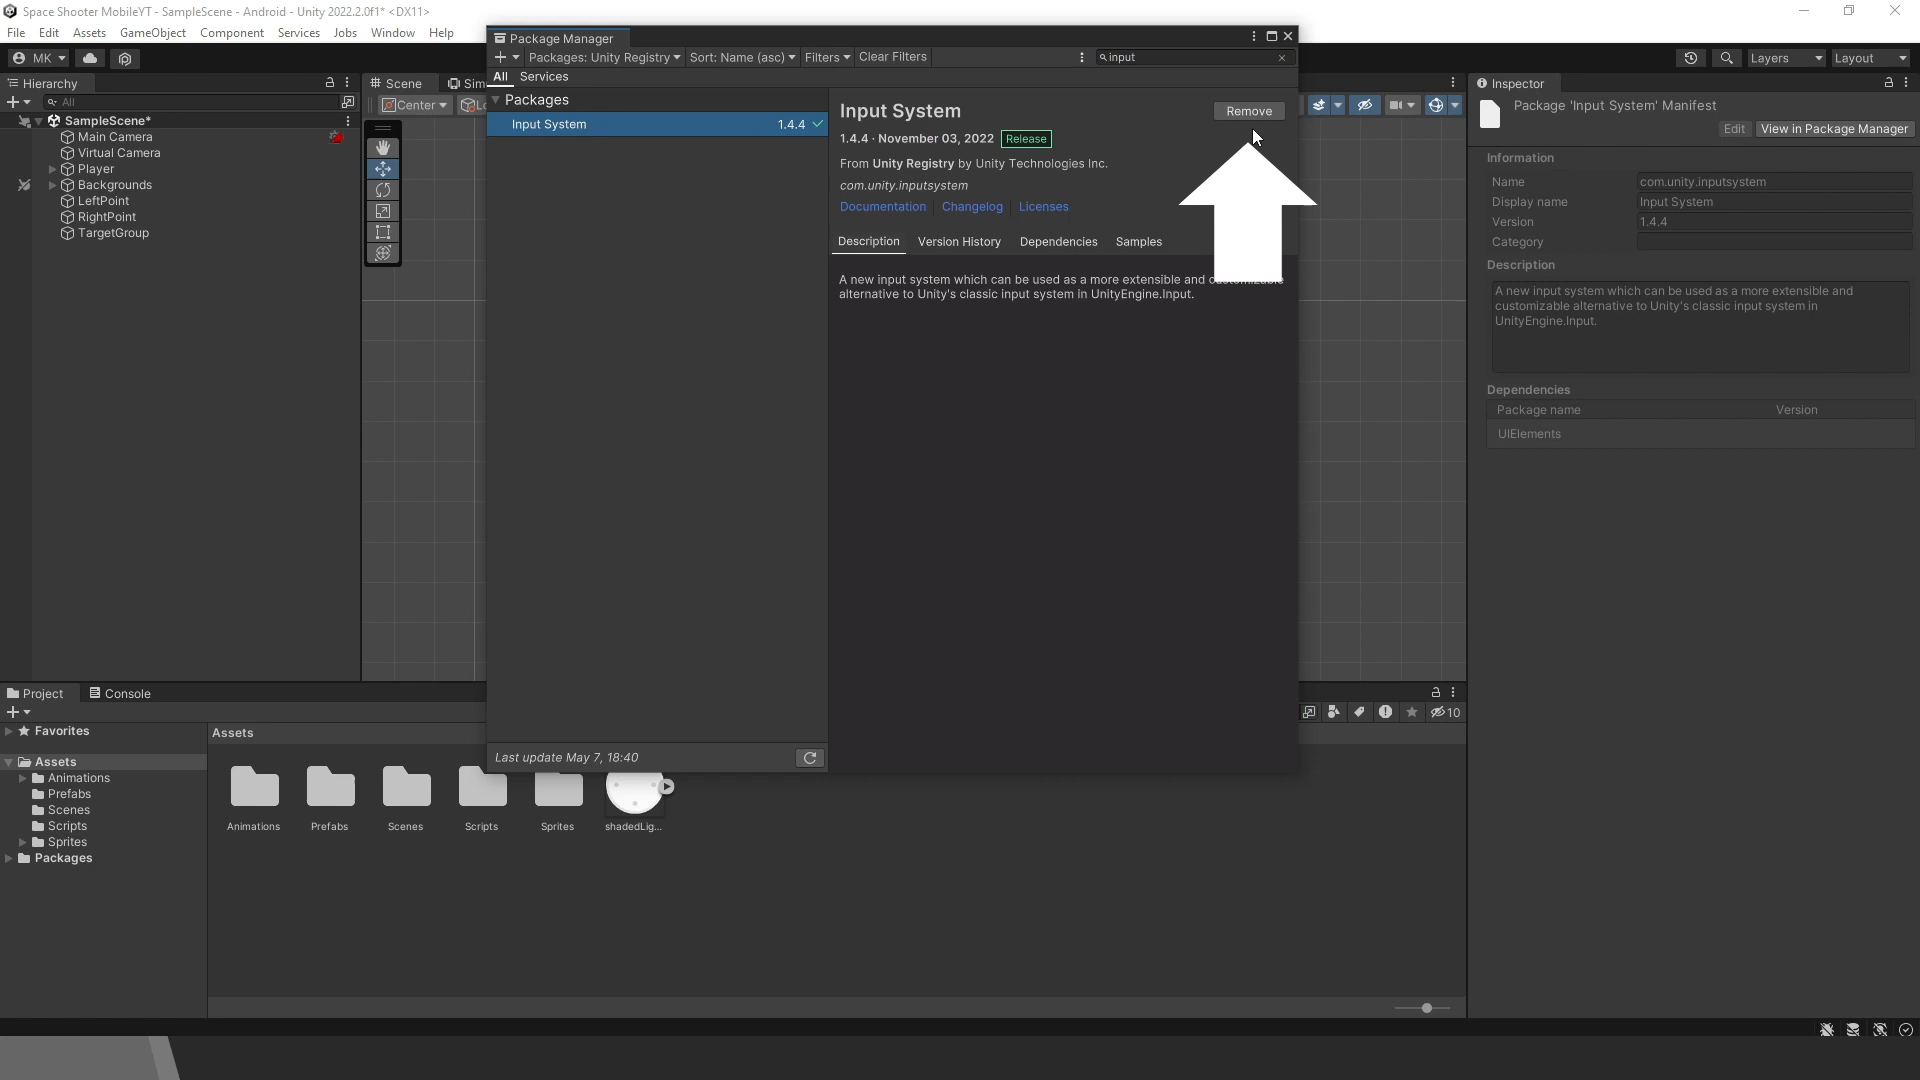 Space Shooter MobileYT - SampleScene - Android - Unity 2022.2.0f1* <DX11>
File Edit Assets GameObject Component Services Jobs Window Help
MK
Layers
Layout
Hierarchy
All
SampleScene*
Main Camera
Virtual Camera
Player
Backgrounds
LeftPoint
RightPoint
TargetGroup
Scene
Center
Package Manager
Packages: Unity Registry
Sort: Name (asc)
Filters
Clear Filters
input
All Services
Packages
Input System 1.4.4
Last update May 7, 18:40
Input System
Remove
1.4.4 · November 03, 2022 Release
From Unity Registry by Unity Technologies Inc.
com.unity.inputsystem
Documentation Changelog Licenses
Description Version History Dependencies Samples
A new input system which can be used as a more extensible and
alternative to Unity's classic input system in UnityEngine.Input.
Inspector
Package 'Input System' Manifest
Edit View in Package Manager
Information
Name com.unity.inputsystem
Display name Input System
Version 1.4.4
Category
Description
A new input system which can be used as a more extensible and
customizable alternative to Unity's classic input system in
UnityEngine.Input.
Dependencies
Package name Version
UIElements
Project Console
10
Favorites
Assets
Animations
Prefabs
Scenes
Scripts
Sprites
Packages
Assets
Animations Prefabs Scenes Scripts Sprites shadedLig...